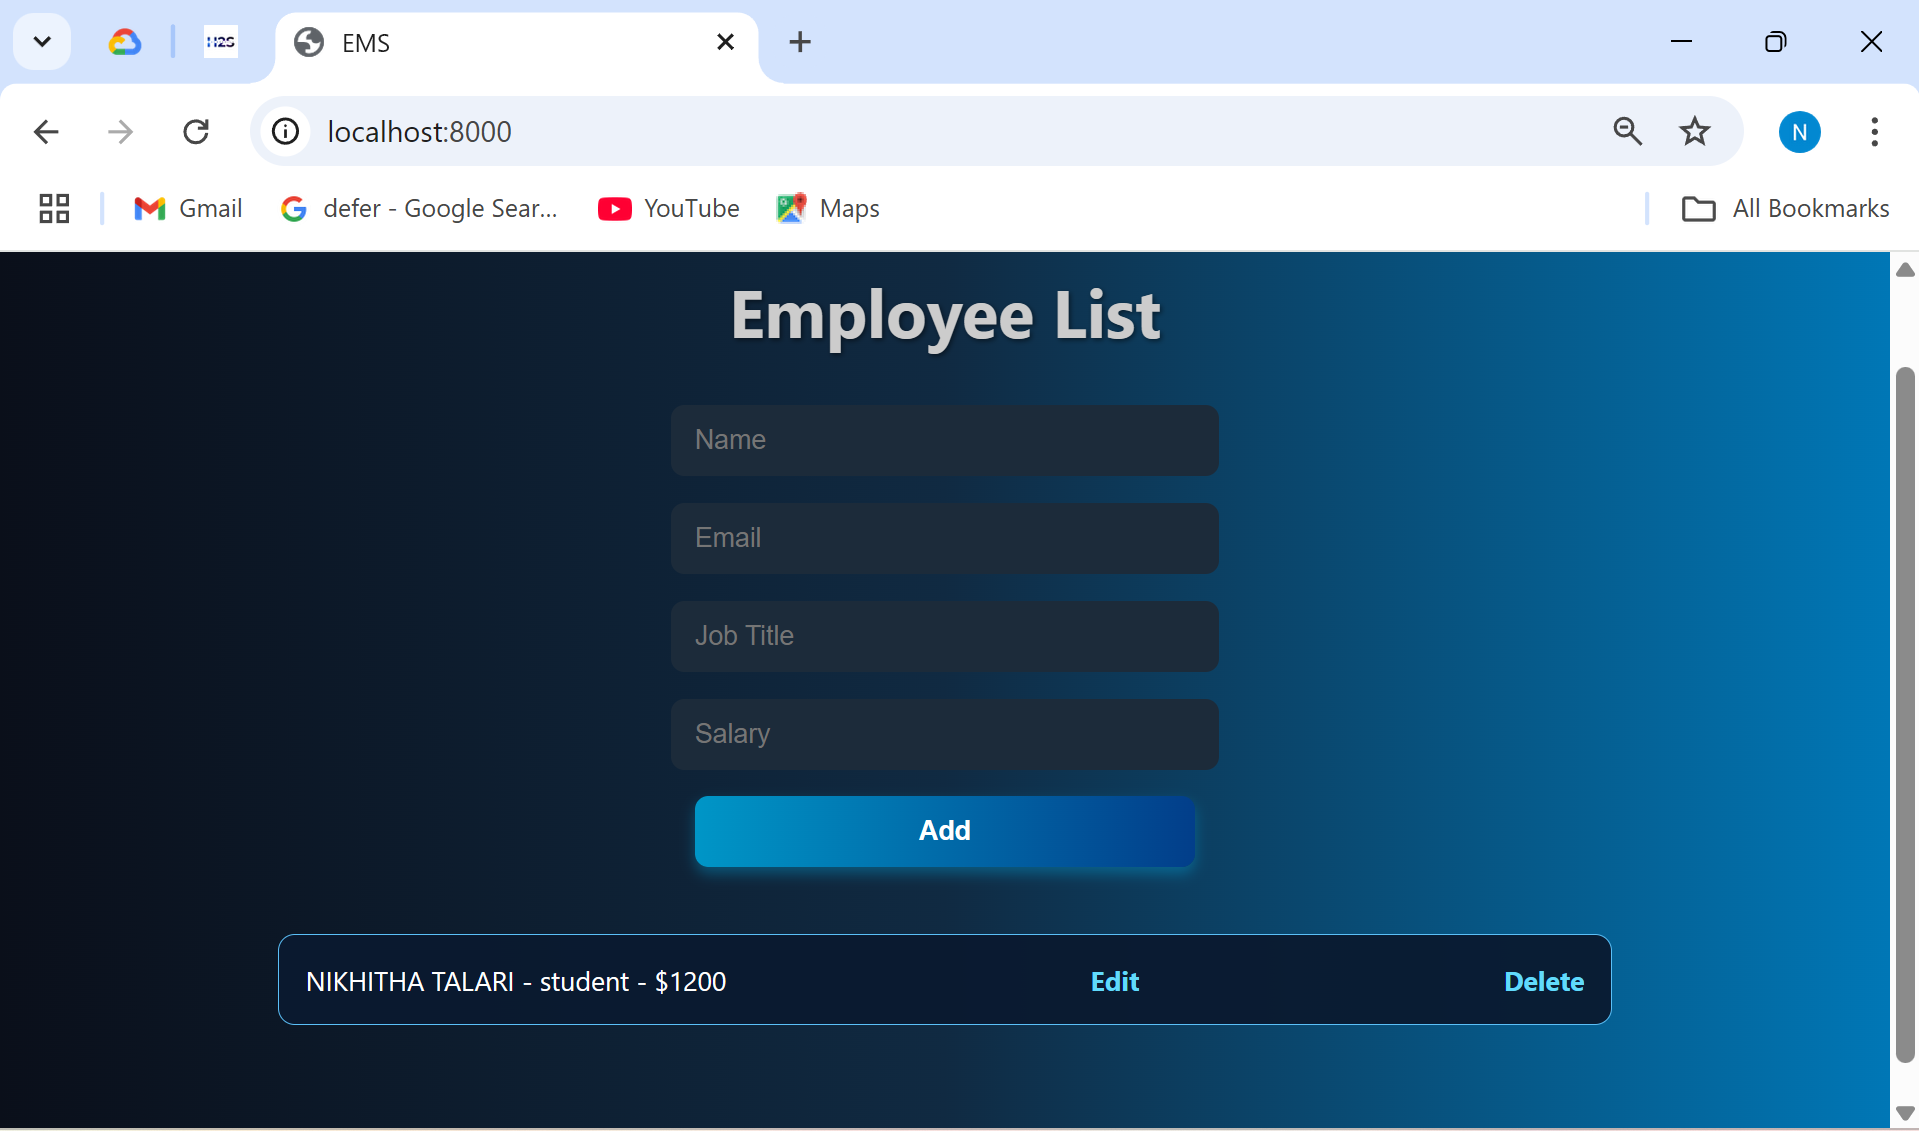 H2S
EMS
localhost:8000
N
Gmail
defer - Google Sear...
YouTube
Maps
All Bookmarks
Employee List
Name
Email
Job Title
Salary
Add
NIKHITHA TALARI - student - $1200 Edit Delete